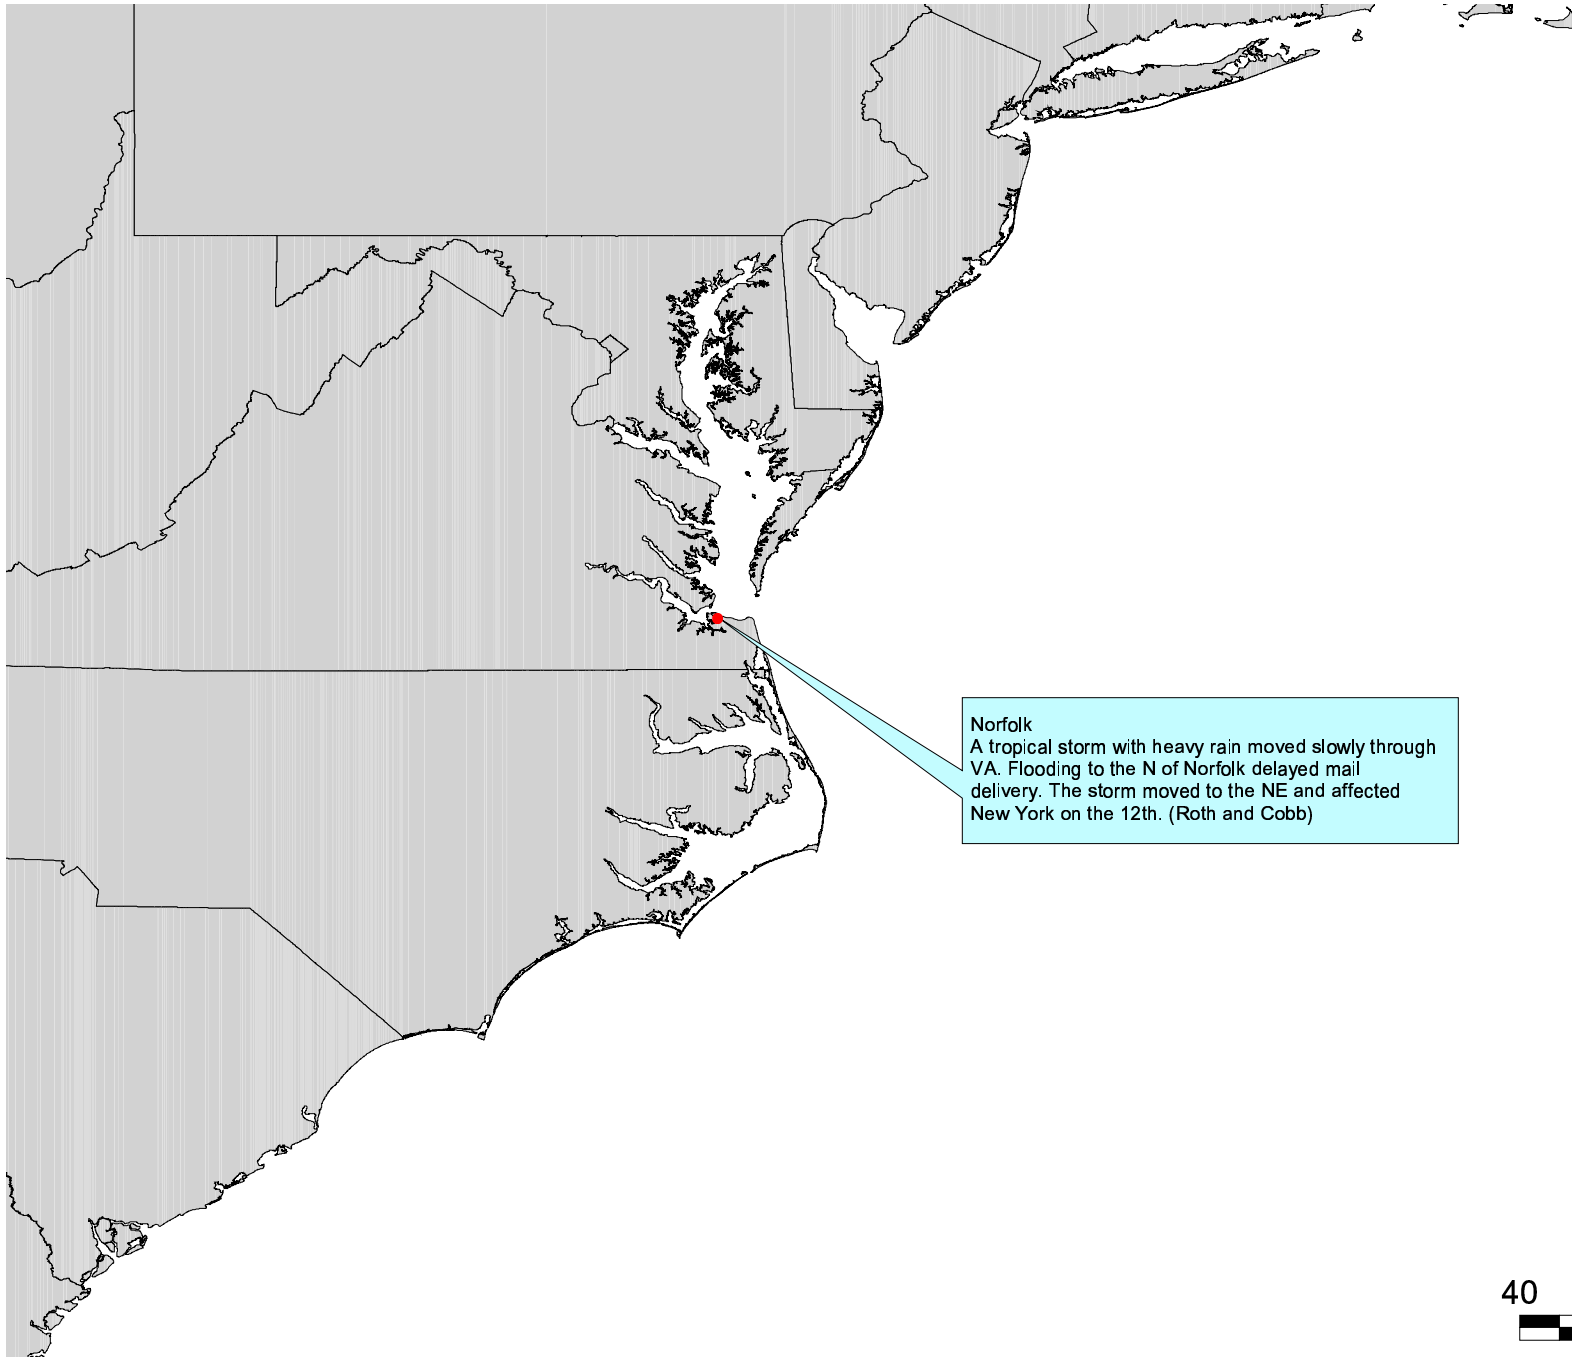 Norfolk
A tropical storm with heavy rain moved slowly through
VA. Flooding to the N of Norfolk delayed mail
delivery. The storm moved to the NE and affected
New York on the 12th. (Roth and Cobb)
40